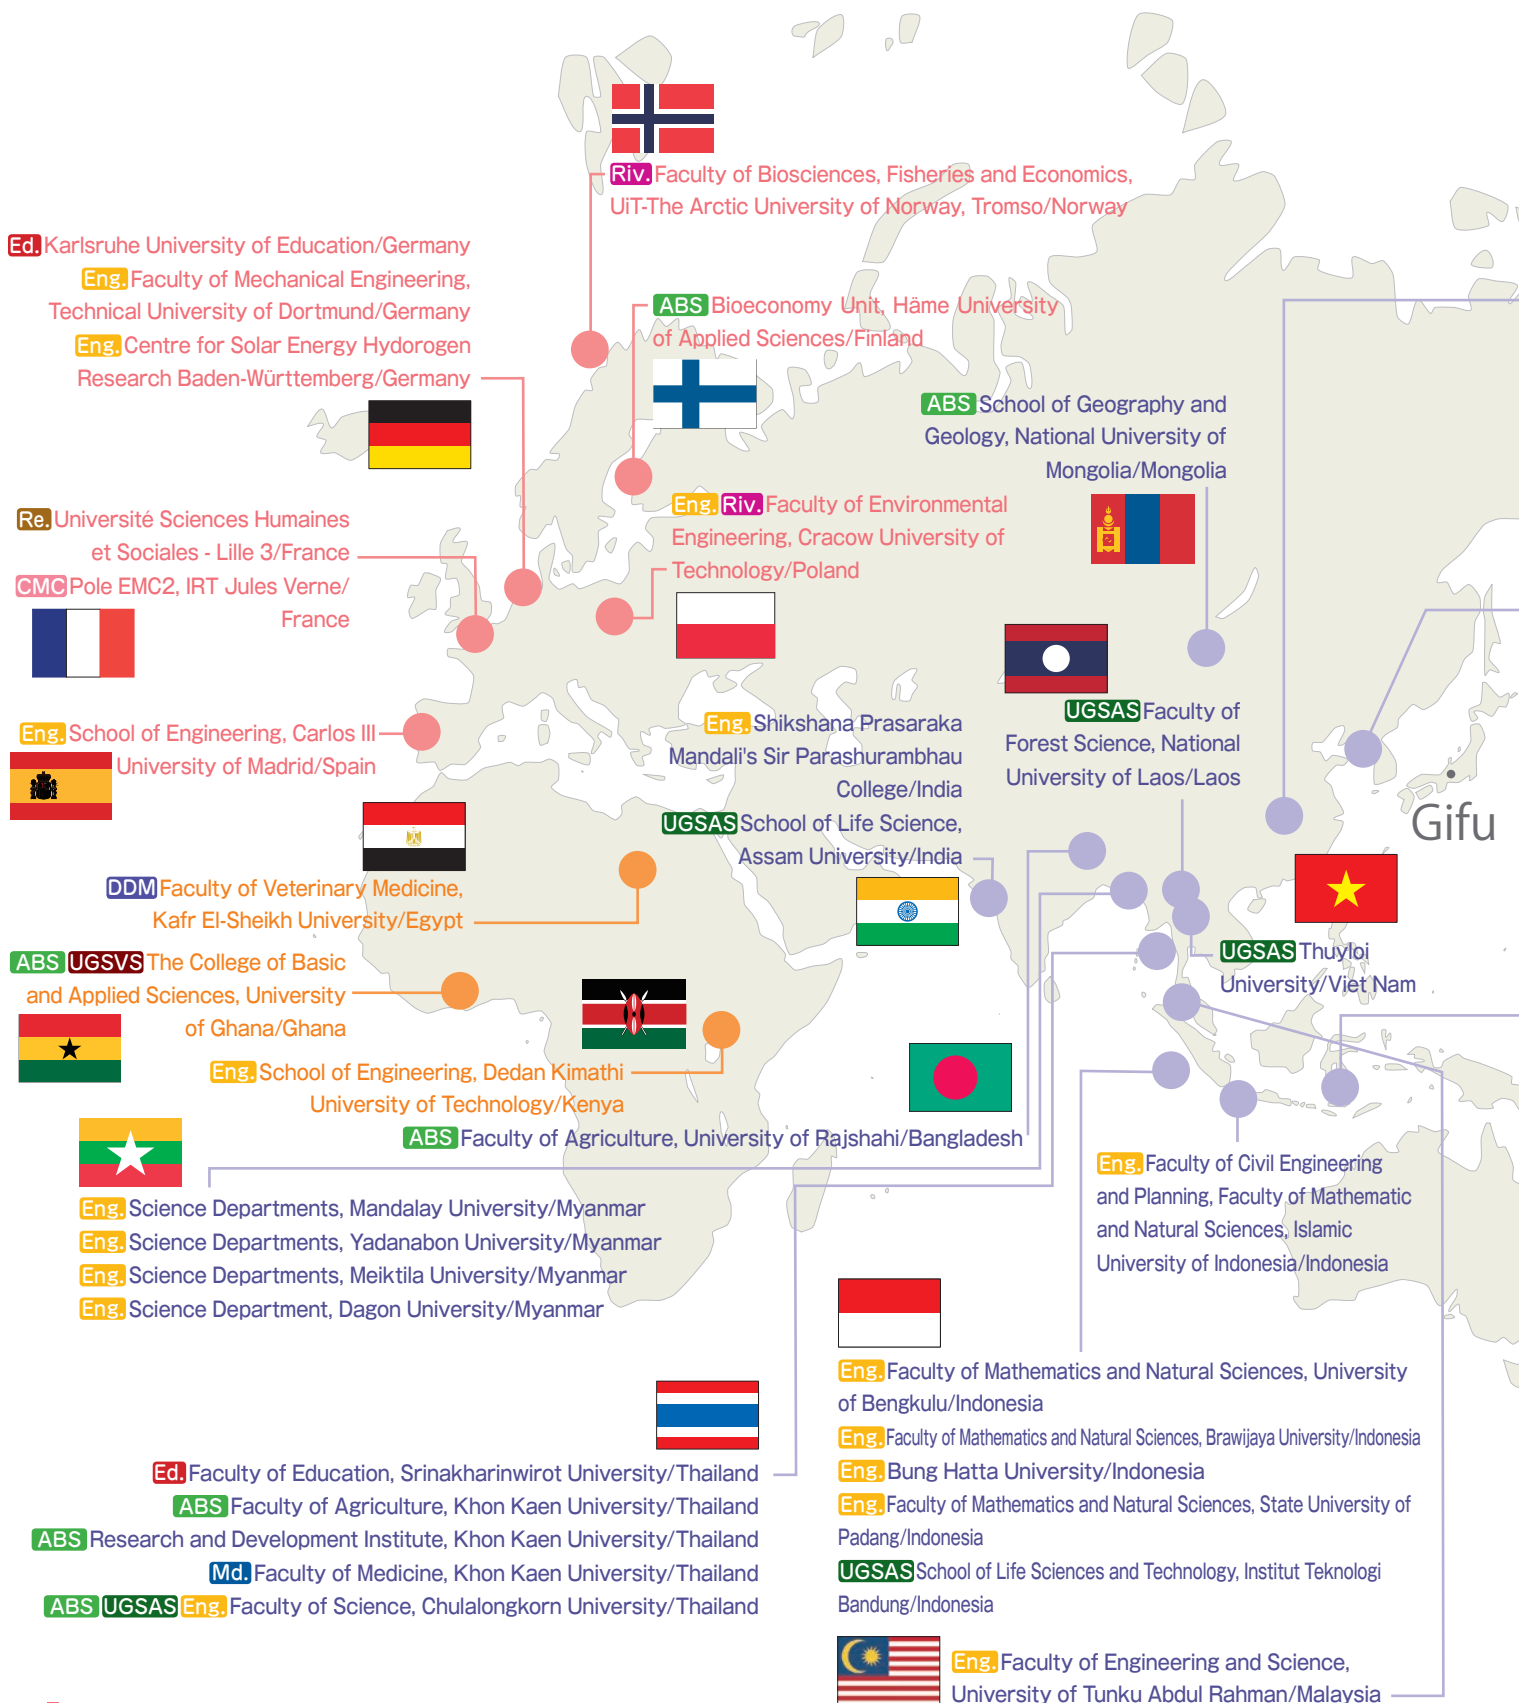 Riv. Faculty of Biosciences, Fisheries and Economics,
UiT-The Arctic University of Norway, Tromso/Norway
Ed. Karlsruhe University of Education/Germany
Eng. Faculty of Mechanical Engineering,
Technical University of Dortmund/Germany
Eng. Centre for Solar Energy Hydorogen
Research Baden-Württemberg/Germany
ABS Bioeconomy Unit, Häme University
of Applied Sciences/Finland
ABS School of Geography and
Geology, National University of
Mongolia/Mongolia
Re. Université Sciences Humaines
et Sociales - Lille 3/France
CMC Pole EMC2, IRT Jules Verne/
France
Eng. Riv. Faculty of Environmental
Engineering, Cracow University of
Technology/Poland
Eng. School of Engineering, Carlos III
University of Madrid/Spain
Eng. Shikshana Prasaraka
Mandali's Sir Parashurambhau
College/India
UGSAS School of Life Science,
Assam University/India
UGSAS Faculty of
Forest Science, National
University of Laos/Laos
Gifu
DDM Faculty of Veterinary Medicine,
Kafr El-Sheikh University/Egypt
ABS UGSVS The College of Basic
and Applied Sciences, University
of Ghana/Ghana
UGSAS Thuyloi
University/Viet Nam
Eng. School of Engineering, Dedan Kimathi
University of Technology/Kenya
ABS Faculty of Agriculture, University of Rajshahi/Bangladesh
Eng. Science Departments, Mandalay University/Myanmar
Eng. Science Departments, Yadanabon University/Myanmar
Eng. Science Departments, Meiktila University/Myanmar
Eng. Science Department, Dagon University/Myanmar
Eng. Faculty of Civil Engineering
and Planning, Faculty of Mathematic
and Natural Sciences, Islamic
University of Indonesia/Indonesia
Eng. Faculty of Mathematics and Natural Sciences, University
of Bengkulu/Indonesia
Eng. Faculty of Mathematics and Natural Sciences, Brawijaya University/Indonesia
Eng. Bung Hatta University/Indonesia
Eng. Faculty of Mathematics and Natural Sciences, State University of
Padang/Indonesia
UGSAS School of Life Sciences and Technology, Institut Teknologi
Bandung/Indonesia
Ed. Faculty of Education, Srinakharinwirot University/Thailand
ABS Faculty of Agriculture, Khon Kaen University/Thailand
ABS Research and Development Institute, Khon Kaen University/Thailand
Md. Faculty of Medicine, Khon Kaen University/Thailand
ABS UGSAS Eng. Faculty of Science, Chulalongkorn University/Thailand
Eng. Faculty of Engineering and Science,
University of Tunku Abdul Rahman/Malaysia